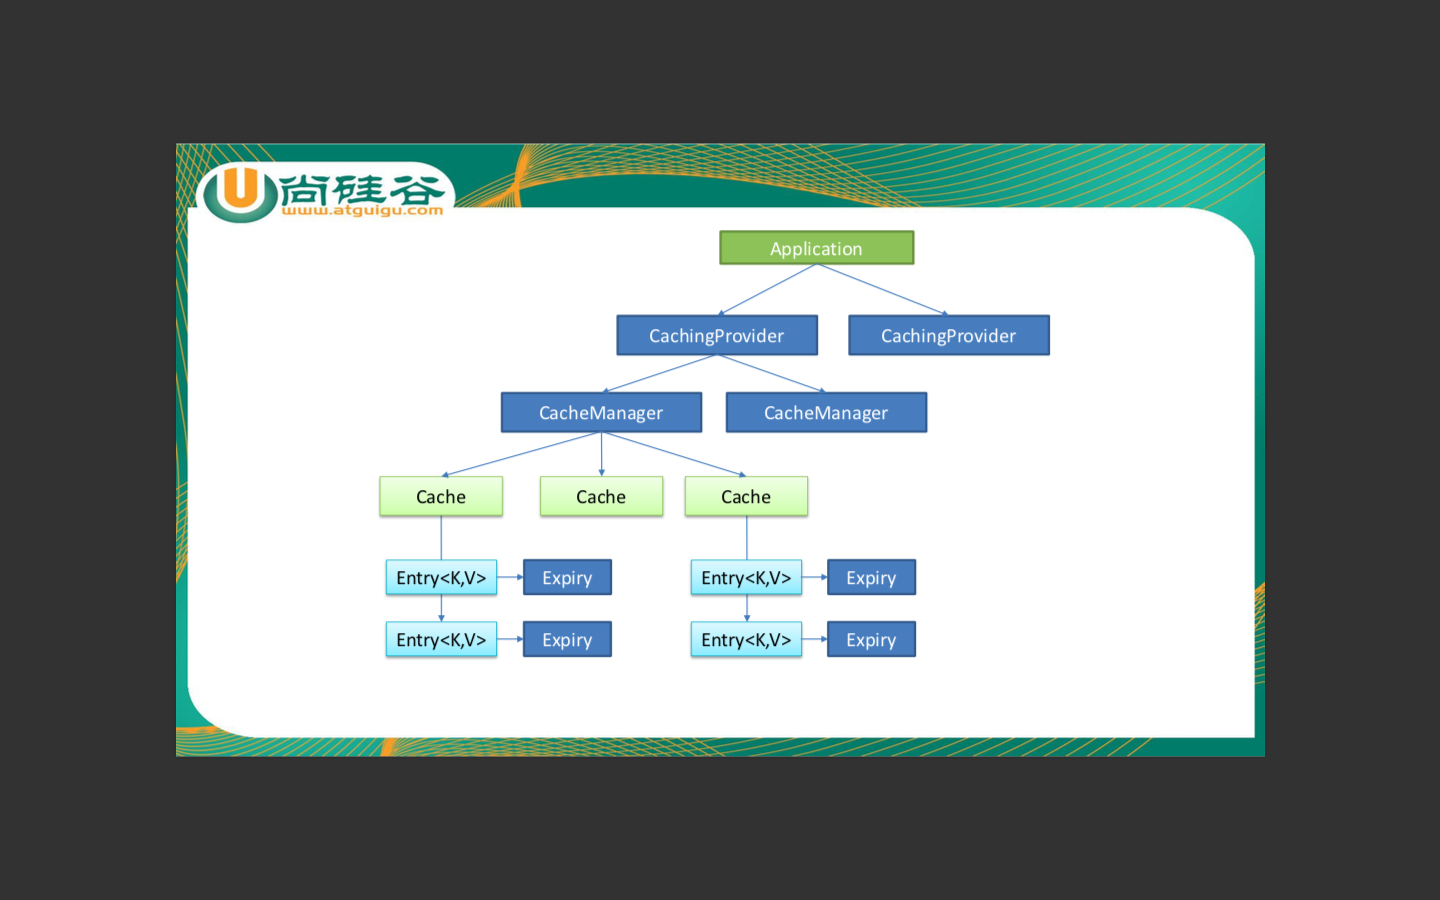 尚硅谷
www.atguigu.com
Application
CachingProvider CachingProvider
CacheManager CacheManager
Cache Cache Cache
Entry<K,V> Expiry Entry<K,V> Expiry
Entry<K,V> Expiry Entry<K,V> Expiry